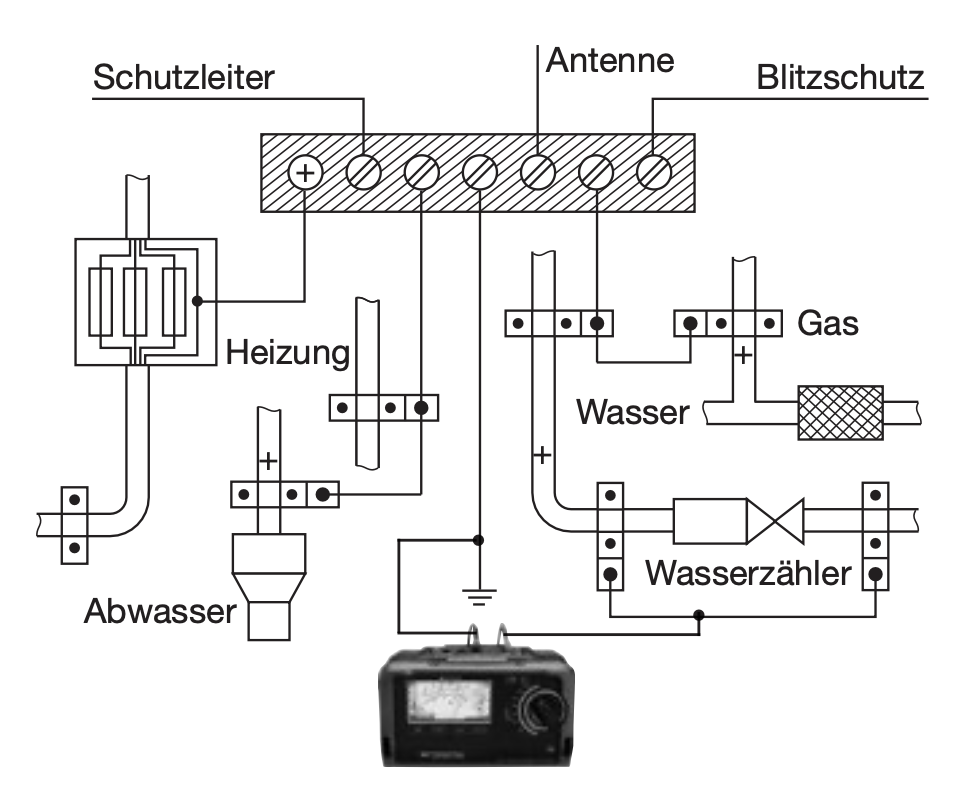 Antenne
Schutzleiter
Blitzschutz
Gas
Heizung
Wasser
Wasserzähler
Abwasser